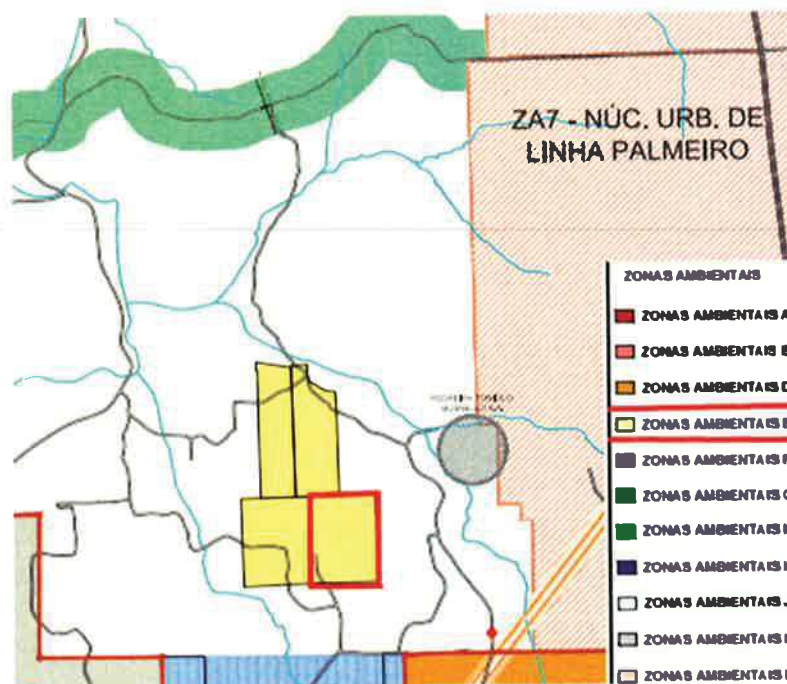 ZA7 - NÚC. URB. DE
LINHA PALMEIRO
ZONAS AMBIENTAIS
ZONAS AMBIENTAIS A
ZONAS AMBIENTAIS
ZONAS AMBIENTAIS D
ZONAS AMBIENTAIS
ZONAS AMBIENTAIS
ZONAS AMBIENTAIS
ZONAS AMBIENTAIS
ZONAS AMBIENTAIS
ZONAS AMBIENTAIS J
ZONAS AMBIENTAIS
ZONAS AMBIENTAIS